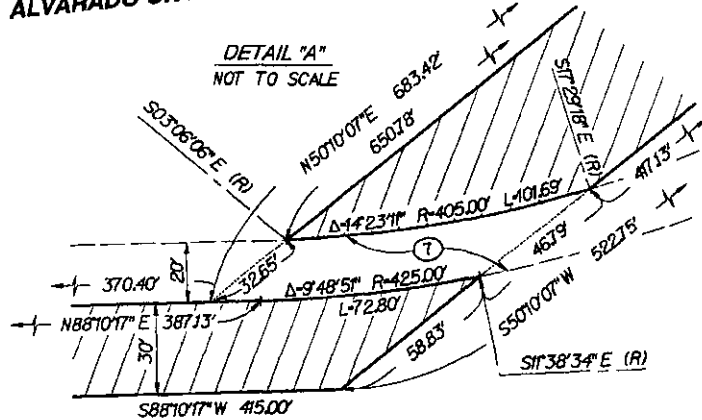 ALVARADO
DETAIL "A"
NOT TO SCALE
S03°06'06"E (R)
N50°10'07"E 683.42'
650.78'
S17°29'18"E (R)
417.13'
Δ=14°23'11" R=405.00' L=101.69'
7
46.79'
522.75'
370.40'
20'
32.65'
Δ=9°48'51" R=425.00'
L=72.80'
S50°10'07"W
N88°10'17"E 387.13'
30'
58.83'
S11°38'34"E (R)
S88°10'17"W 415.00'